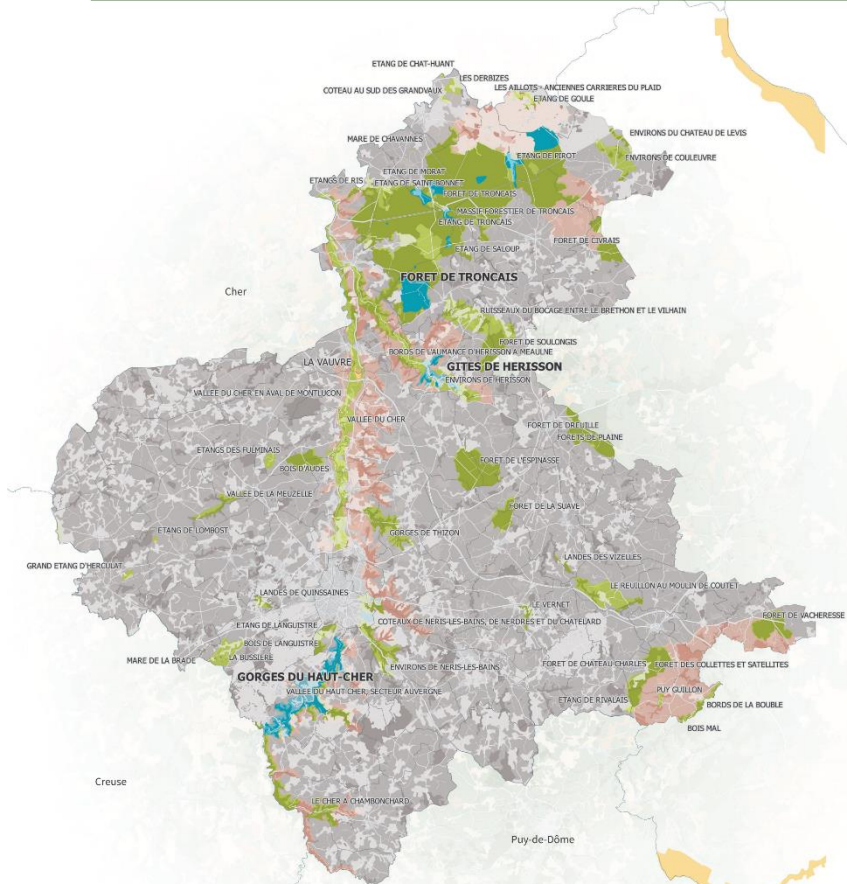 ETANG DE CHAT-HUANT
LES DERBIZES
COTEAU AU SUD DES GRANDVAUX
LES AILLOTS - ANCIENNES CARRIERES DU PLAID
ETANG DE GOULE
MARE DE CHAVANNES
ENVIRONS DU CHATEAU DE LEVIS
ETANG DE PIROT
ENVIRONS DE COULEUVRE
ETANG DE MORAT
ETANGS DE RIS
ETANG DE SAINT-BONNET
FORET DE TRONCAIS
MASSIF FORESTIER DE TRONCAIS
ETANG DE TRONCAIS
FORET DE CIVRAIS
ETANG DE SALOUP
FORET DE TRONCAIS
Cher
RUISSEAUX DU BOCAGE ENTRE LE BRETHON ET LE VILHAIN
FORET DE SOULONGIS
BORDS DE L'AUMANCE D'HERISSON A MEAULNE
LA VAUVRE
GITES DE HERISSON
ENVIRONS DE HERISSON
VALLEE DU CHER EN AVAL DE MONTLUCON
VALLEE DU CHER
FORET DE DREUILLE
FORETS DE PLAINE
ETANGS DES FULMINAIS
BOIS D'AUDES
FORET DE L'ESPINASSE
VALLEE DE LA MEUZELLE
FORET DE LA SUAVE
ETANG DE LOMBOST
GORGES DE THIZON
LANDES DES VIZELLES
GRAND ETANG D'HERCULAT
LE REUILLON AU MOULIN DE COUTET
LANDES DE QUINSSAINES
LE VERNET
FORET DE VACHERESSE
ETANG DE LANGUISTRE
COTEAUX DE NERIS-LES-BAINS, DE NERDRES ET DU CHATELARD
BOIS DE LANGUISTRE
MARE DE LA BRADE
LA BUSSIERE
ENVIRONS DE NERIS-LES-BAINS
FORET DE CHATEAU CHARLES
FORET DES COLLETTES ET SATELLITES
GORGES DU HAUT-CHER
VALLEE DU HAUT CHER, SECTEUR AUVERGNE
PUY GUILLON
ETANG DE RIVALAIS
BORDS DE LA BOUBLE
BOIS MAL
Creuse
LE CHER A CHAMBONCHARD
Puy-de-Dôme